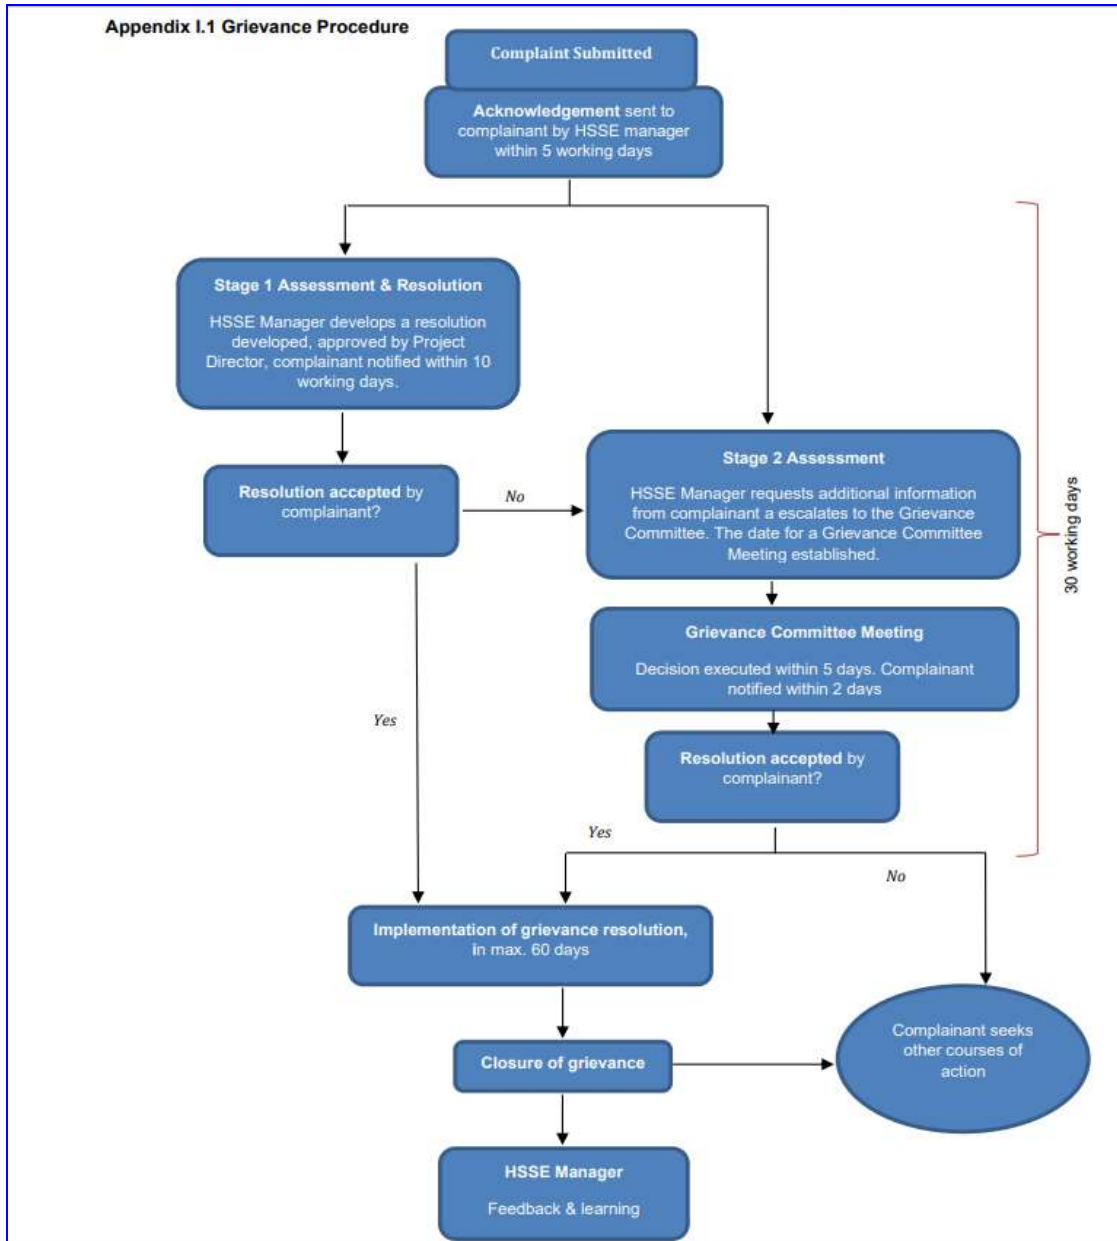 Appendix I.1 Grievance Procedure
Complaint Submitted
Acknowledgement sent to
complainant by HSSE manager
within 5 working days
Stage 1 Assessment & Resolution
HSSE Manager develops a resolution
developed, approved by Project
Director, complainant notified within 10
working days.
Resolution accepted by
complainant?
No
Stage 2 Assessment
HSSE Manager requests additional information
from complainant a escalates to the Grievance
Committee. The date for a Grievance Committee
Meeting established.
30 working days
Grievance Committee Meeting
Decision executed within 5 days. Complainant
notified within 2 days
Yes
Resolution accepted by
complainant?
Yes
No
Implementation of grievance resolution,
in max. 60 days
Complainant seeks
other courses of
action
Closure of grievance
HSSE Manager
Feedback & learning